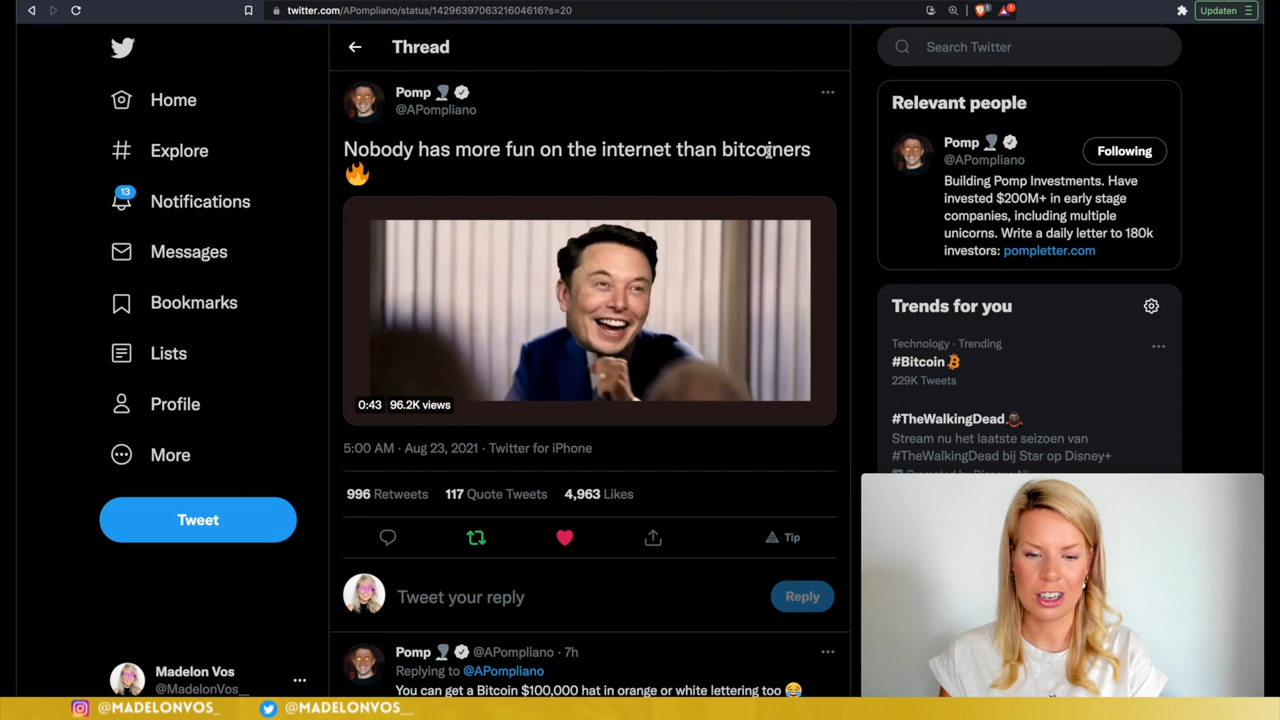 twitter.com/APompliano/status/1429639706321604616?s=20
1
1
Updaten
Home
Explore
13
Notifications
Messages
Bookmarks
Lists
Profile
More
Tweet
Madelon Vos
@MadelonVos_
Thread
Pomp
@APompliano
Nobody has more fun on the internet than bitcoiners
🔥
0:43 96.2K views
5:00 AM · Aug 23, 2021 · Twitter for iPhone
996 Retweets 117 Quote Tweets 4,963 Likes
Tip
Tweet your reply
Reply
Pomp @APompliano · 7h
Replying to @APompliano
You can get a Bitcoin $100,000 hat in orange or white lettering too 😂
Search Twitter
Relevant people
Pomp
@APompliano
Following
Building Pomp Investments. Have
invested $200M+ in early stage
companies, including multiple
unicorns. Write a daily letter to 180k
investors: pompletter.com
Trends for you
Technology · Trending
#Bitcoin
229K Tweets
#TheWalkingDead
Stream nu het laatste seizoen van
#TheWalkingDead bij Star op Disney+
@MADELONVOS_
@MADELONVOS__